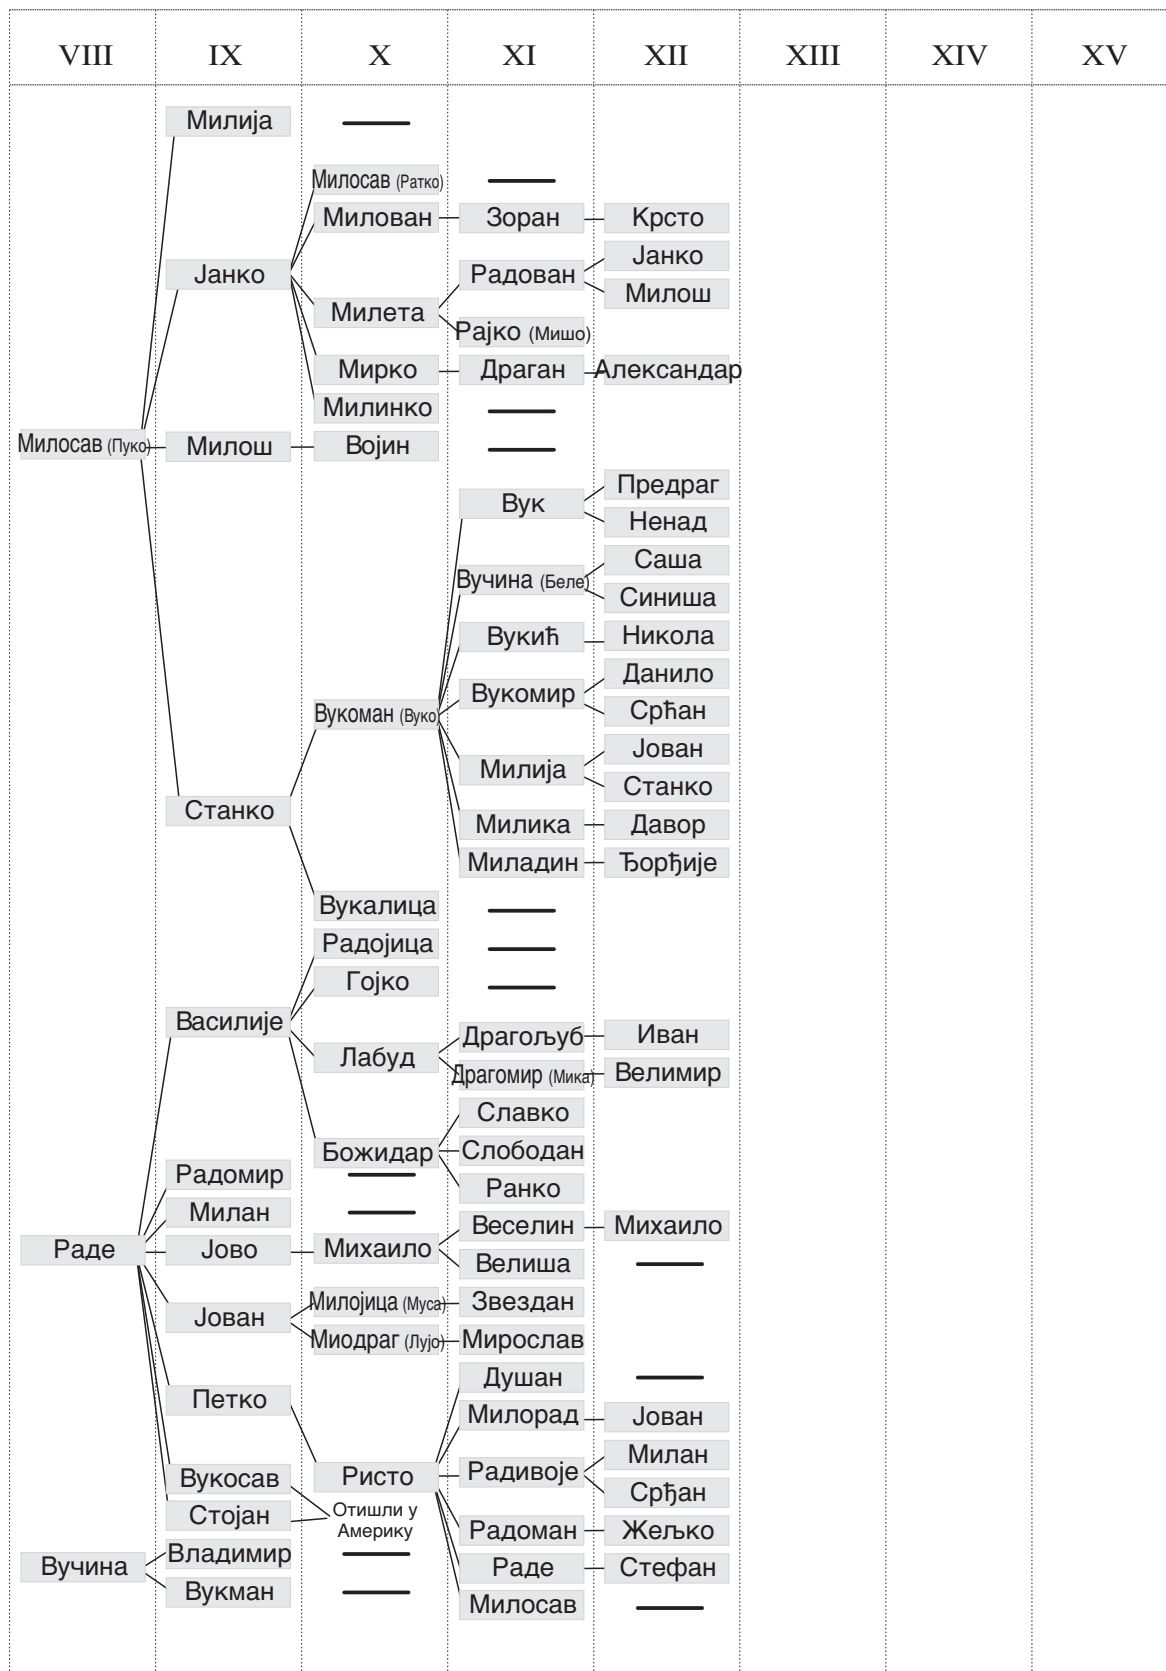 VIII IX X XI XII XIII XIV XV
Милија
Милосав (Ратко)
Милован Зоран Крсто
Јанко
Јанко Радован
Милош
Милета
Рајко (Мишо)
Мирко Драган Александар
Милинко
Милосав (Пуко) Милош Војин
Предраг
Вук
Ненад
Саша
Вучина (Беле)
Синиша
Вукић Никола
Данило
Вукомир
Срћан
Вукоман (Вуко)
Јован
Милија
Станко
Станко
Милика Давор
Миладин Ђорђије
Вукалица
Радојица
Гојко
Василије
Драгољуб Иван
Лабуд
Драгомир (Мика) Велимир
Славко
Божидар Слободан
Радомир
Ранко
Милан
Веселин Михаило
Раде Јово Михаило
Велиша
Милојица (Муса) Звездан
Јован
Миодраг (Лујо) Мирослав
Душан
Петко
Милорад Јован
Милан
Вукосав Ристо Радивоје
Срђан
Стојан Отишли у
Америку
Радоман Жељко
Владимир
Вучина Раде Стефан
Вукман
Милосав